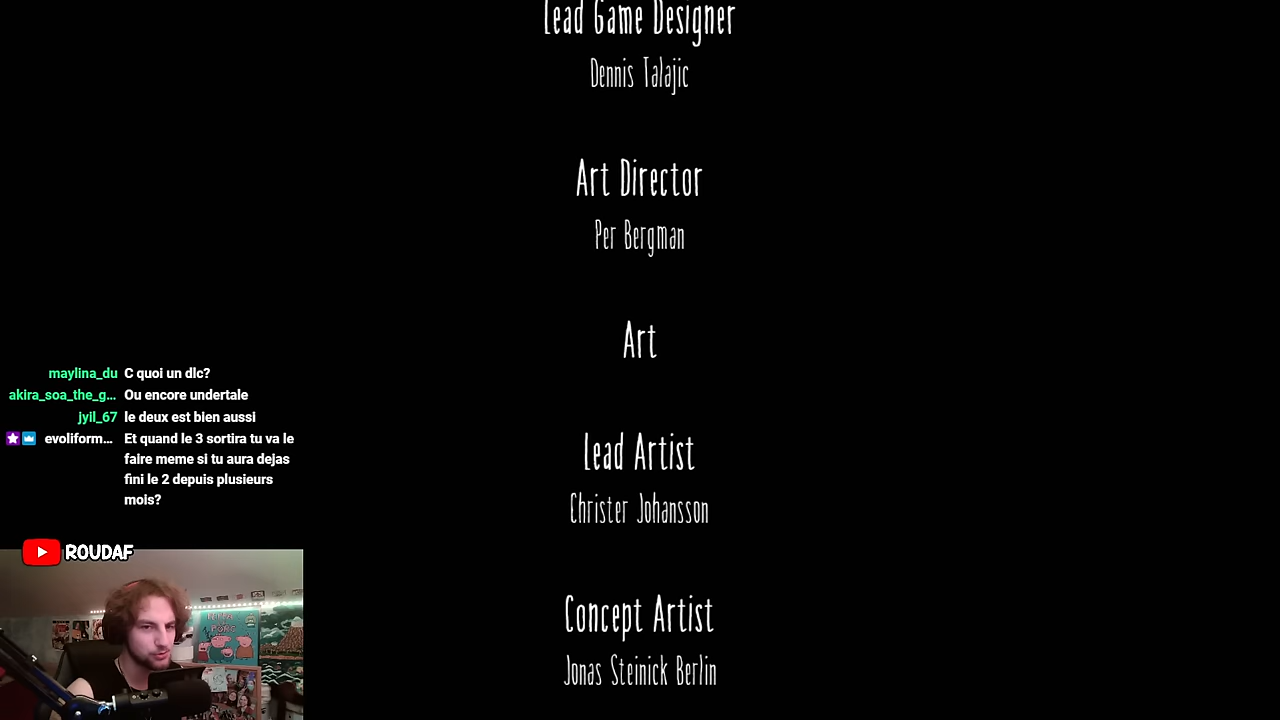 Lead Game Designer
Dennis Talajic
Art Director
Per Bergman
Art
Lead Artist
Christer Johansson
Concept Artist
Jonas Steinick Berlin
maylina_du C quoi un dlc?
akira_soa_the_g... Ou encore undertale
jyil_67 le deux est bien aussi
evoliform... Et quand le 3 sortira tu va le
faire meme si tu aura dejas
fini le 2 depuis plusieurs
mois?
ROUDAF